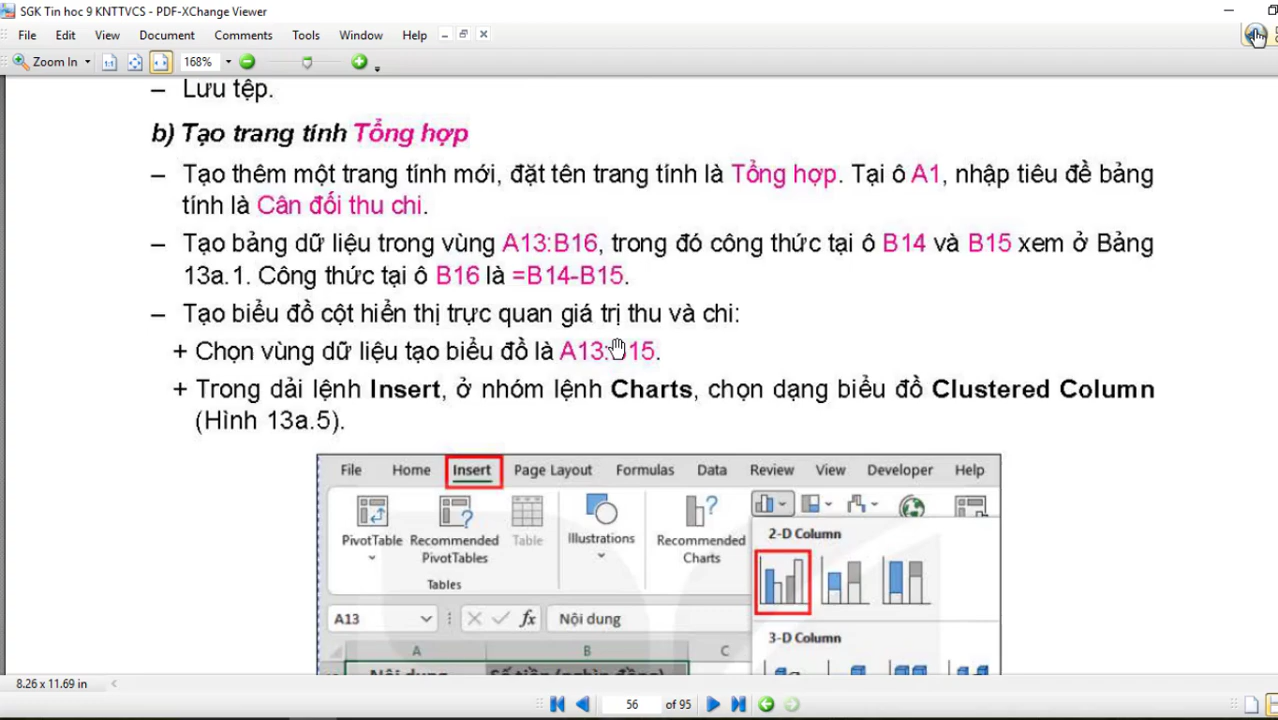 SGK Tin hoc 9 KNTTVCS - PDF-XChange Viewer
File Edit View Document Comments Tools Window Help
Zoom In 168%
– Lưu tệp.
b) Tạo trang tính Tổng hợp
– Tạo thêm một trang tính mới, đặt tên trang tính là Tổng hợp. Tại ô A1, nhập tiêu đề bảng
tính là Cân đối thu chi.
– Tạo bảng dữ liệu trong vùng A13:B16, trong đó công thức tại ô B14 và B15 xem ở Bảng
13a.1. Công thức tại ô B16 là =B14-B15.
– Tạo biểu đồ cột hiển thị trực quan giá trị thu và chi:
+ Chọn vùng dữ liệu tạo biểu đồ là A13:B15.
+ Trong dải lệnh Insert, ở nhóm lệnh Charts, chọn dạng biểu đồ Clustered Column
(Hình 13a.5).
File Home Insert Page Layout Formulas Data Review View Developer Help
PivotTable Recommended PivotTables Table Illustrations Recommended Charts
Tables
2-D Column
3-D Column
A13 fx Nội dung
A B C
Nội dung Số tiền (nghìn đồng)
8.26 x 11.69 in
56 of 95